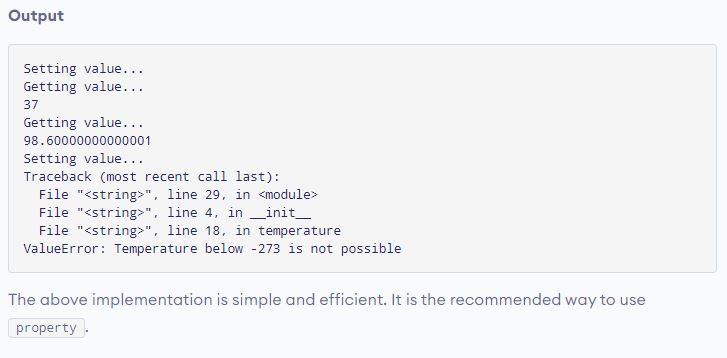 Output
Setting value...
Getting value...
37
Getting value...
98.60000000000001
Setting value...
Traceback (most recent call last):
  File "<string>", line 29, in <module>
  File "<string>", line 4, in __init__
  File "<string>", line 18, in temperature
ValueError: Temperature below -273 is not possible
The above implementation is simple and efficient. It is the recommended way to use
property.